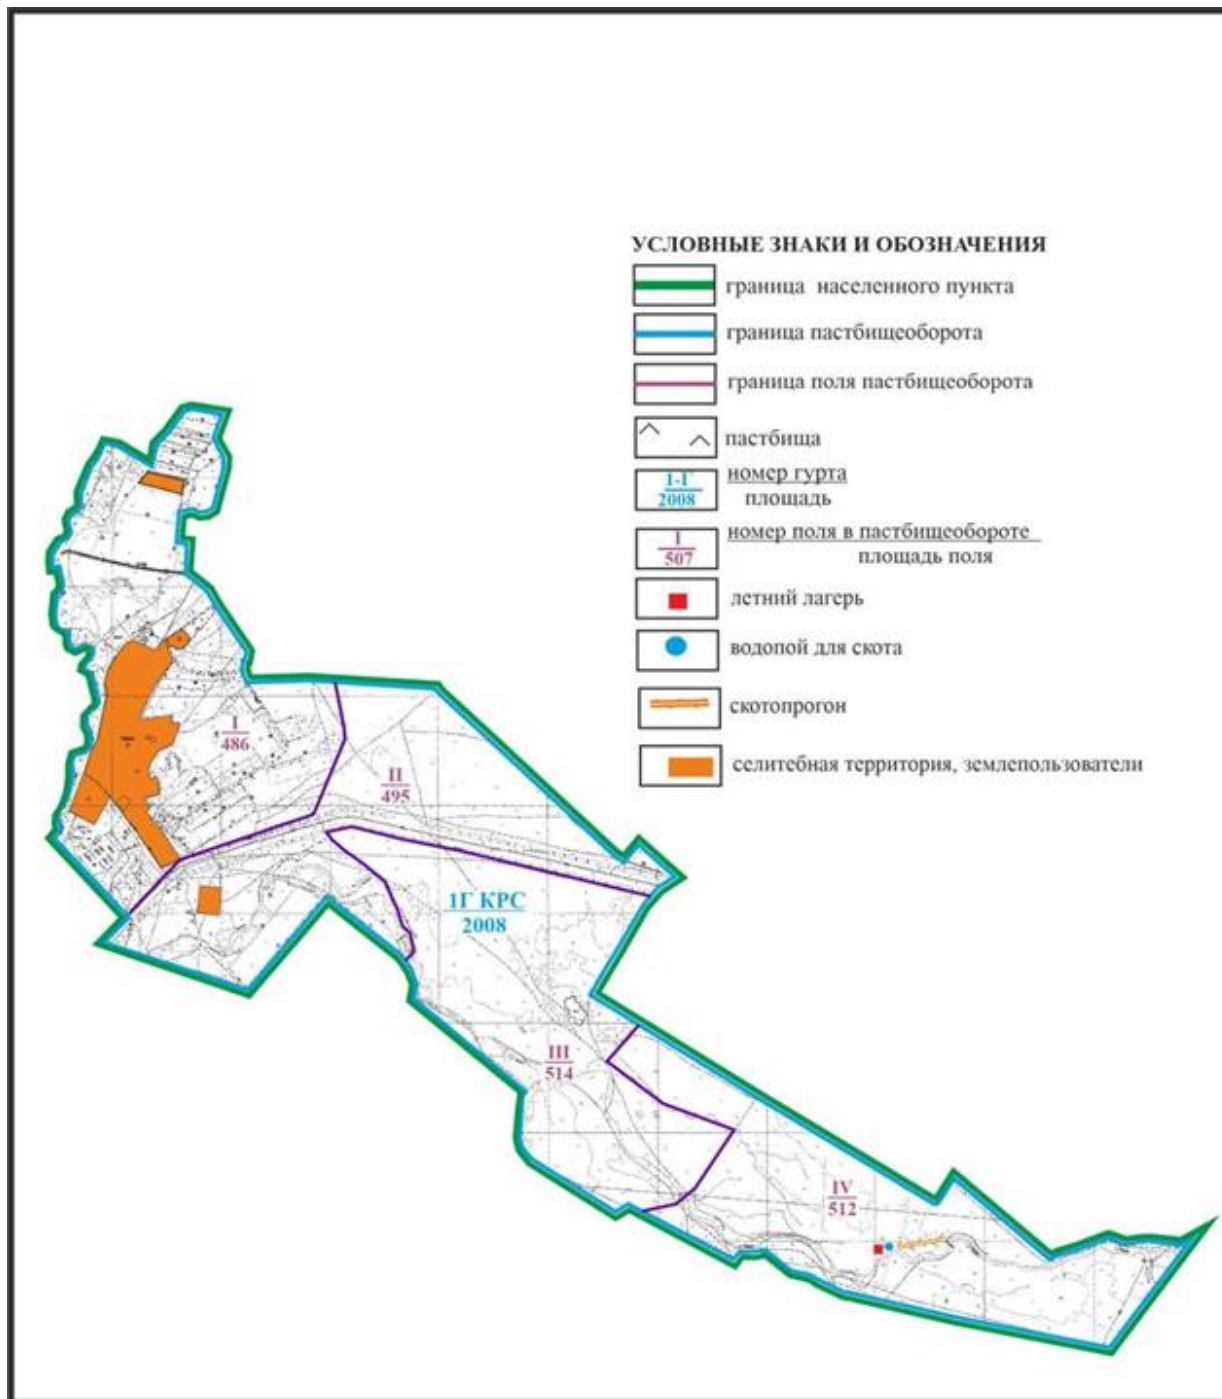 УСЛОВНЫЕ ЗНАКИ И ОБОЗНАЧЕНИЯ
граница населенного пункта
граница пастбищеоборота
граница поля пастбищеоборота
пастбища
1-Г
2008
номер гурта
площадь
I
507
номер поля в пастбищеобороте
площадь поля
летний лагерь
водопой для скота
скотопрогон
селитебная территория, землепользователи
I
486
II
495
1Г КРС
2008
III
514
IV
512